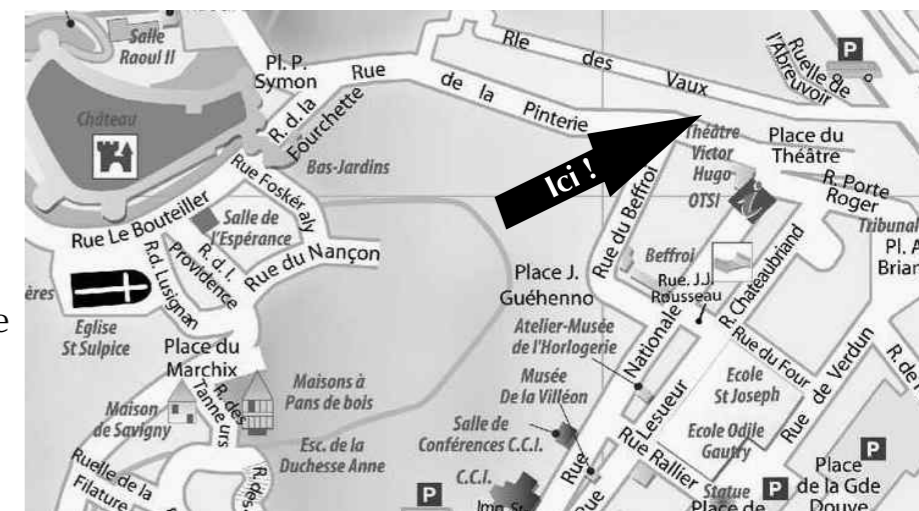 Salle
Raoul II
Château
Pl. P.
Symon
Rue
de la Pinterie
R. d. la
Fourchette
Bas-Jardins
Rle des Vaux
Ruelle de
l'Abreuvoir
P
Ici !
Théâtre
Victor
Hugo
OTSI
i
Place du
Théâtre
R. Porte
Roger
Tribunal
Pl. A
Brian
Rue Foskéraly
Rue Le Bouteiller
Salle de
l'Espérance
R.d. Lusignan
R. d. l.
Providence
Rue du Nançon
ères
Eglise
St Sulpice
e
Place du
Marchix
Maison
de Savigny
R. des
Tanneurs
Maisons à
Pans de bois
Esc. de la
Duchesse Anne
Ruelle de la
Filature
R. des
Rue du Beffroi
Beffroi
Place J.
Guéhenno
Rue. J.J.
Rousseau
R. Chateaubriand
Atelier-Musée
de l'Horlogerie
Musée
De la Villéon
Salle de
Conférences C.C.I.
C.C.I.
P
Rue Nationale
Lesueur
Rue
Rue du Four
Ecole
St Joseph
Ecole Odile
Gautry
Rue Rallier
Rue de Verdun
R. de
Statue
Place de
P
P
Place
de la Gde
Douve